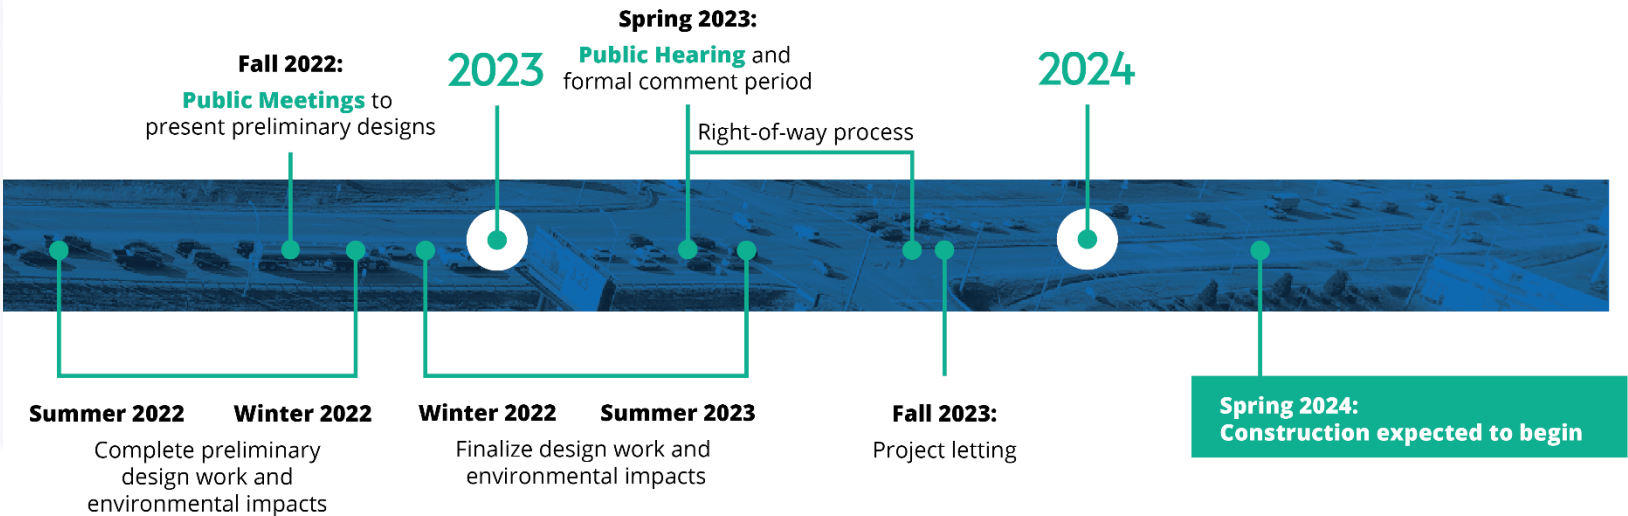 Spring 2023:
Public Hearing and
formal comment period
Fall 2022:
Public Meetings to
present preliminary designs
2023
2024
Right-of-way process
Summer 2022
Winter 2022
Complete preliminary
design work and
environmental impacts
Winter 2022
Summer 2023
Finalize design work and
environmental impacts
Fall 2023:
Project letting
Spring 2024:
Construction expected to begin